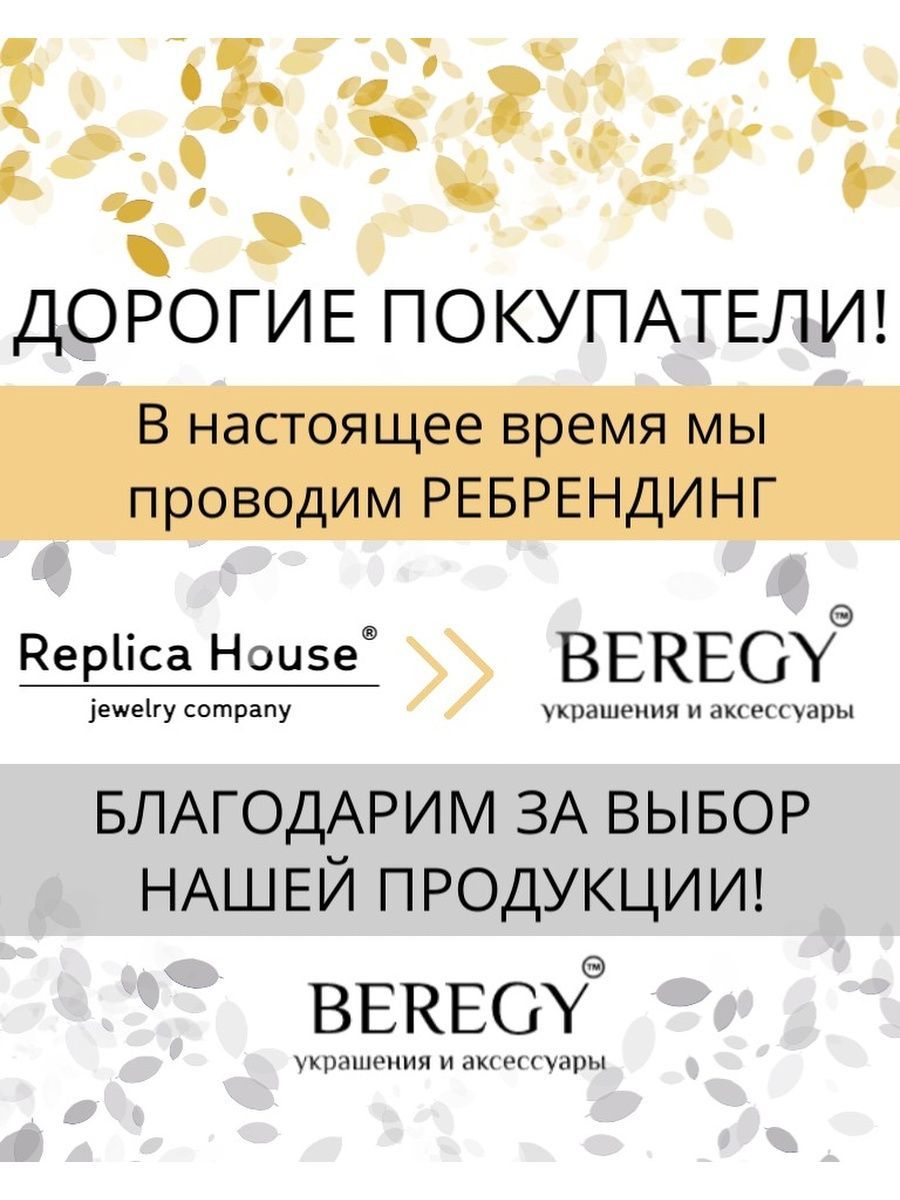 ДОРОГИЕ ПОКУПАТЕЛИ!
В настоящее время мы
проводим РЕБРЕНДИНГ
Replica House®
jewelry company
BEREGY™
украшения и аксессуары
БЛАГОДАРИМ ЗА ВЫБОР
НАШЕЙ ПРОДУКЦИИ!
BEREGY™
украшения и аксессуары